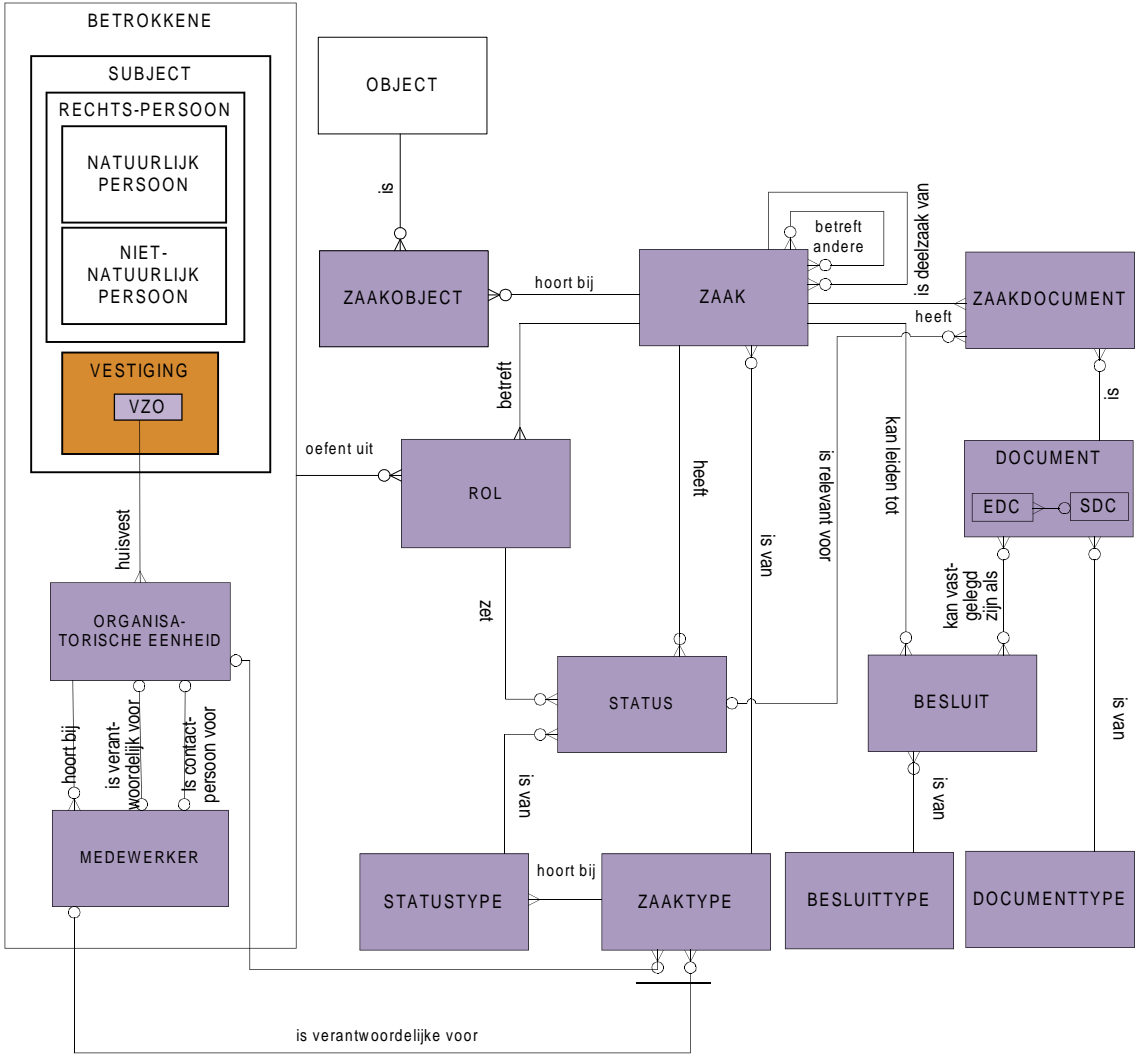 BETROKKENE
SUBJECT
RECHTS-PERSOON
NATUURLIJK
PERSOON
NIET-
NATUURLIJK
PERSOON
VESTIGING
VZO
huisvest
ORGANISA-
TORISCHE EENHEID
hoort bij
is verant-
woordelijk voor
Is contact-
persoon voor
MEDEWERKER
OBJECT
is
ZAAKOBJECT
hoort bij
ZAAK
betreft
andere
is deelzaak van
heeft
ZAAKDOCUMENT
is
DOCUMENT
EDC
SDC
oefent uit
betreft
ROL
zet
heeft
is van
is relevant voor
kan leiden tot
kan vast-
gelegd
zijn als
is van
STATUS
BESLUIT
is van
is van
STATUSTYPE
hoort bij
ZAAKTYPE
BESLUITTYPE
DOCUMENTTYPE
is verantwoordelijke voor